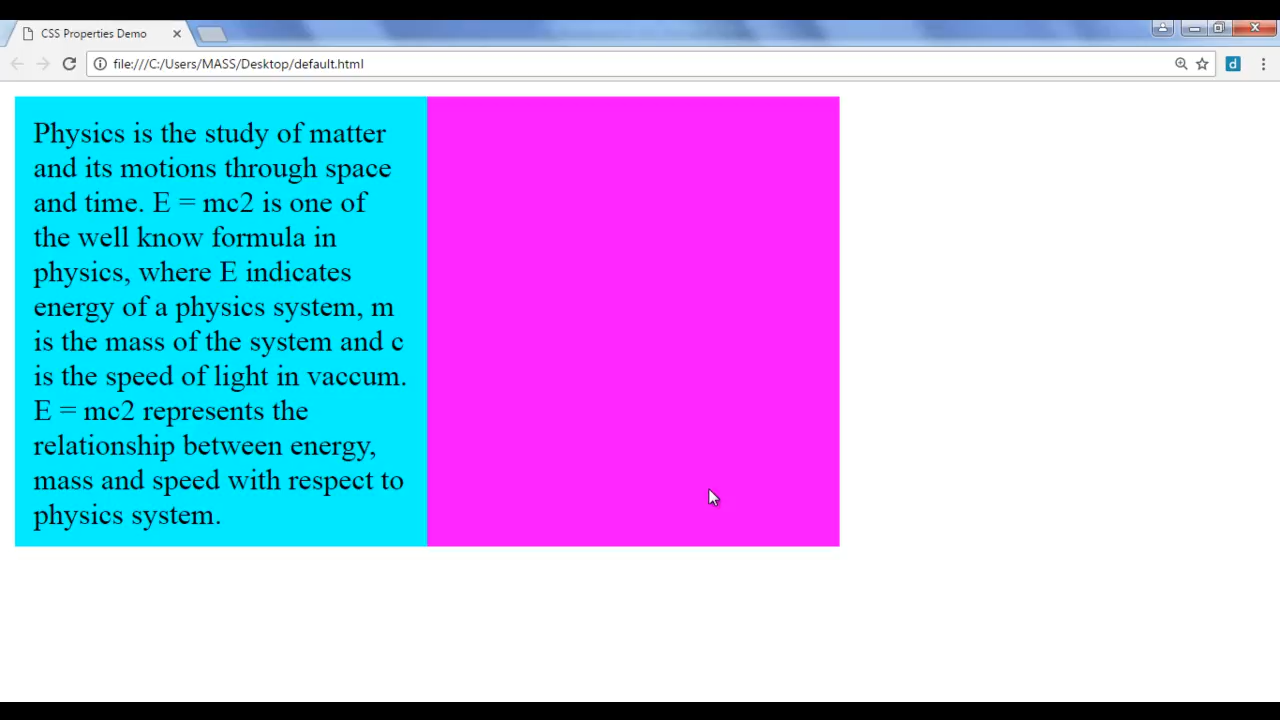 CSS Properties Demo
file:///C:/Users/MASS/Desktop/default.html
d
Physics is the study of matter
and its motions through space
and time. E = mc2 is one of
the well know formula in
physics, where E indicates
energy of a physics system, m
is the mass of the system and c
is the speed of light in vaccum.
E = mc2 represents the
relationship between energy,
mass and speed with respect to
physics system.